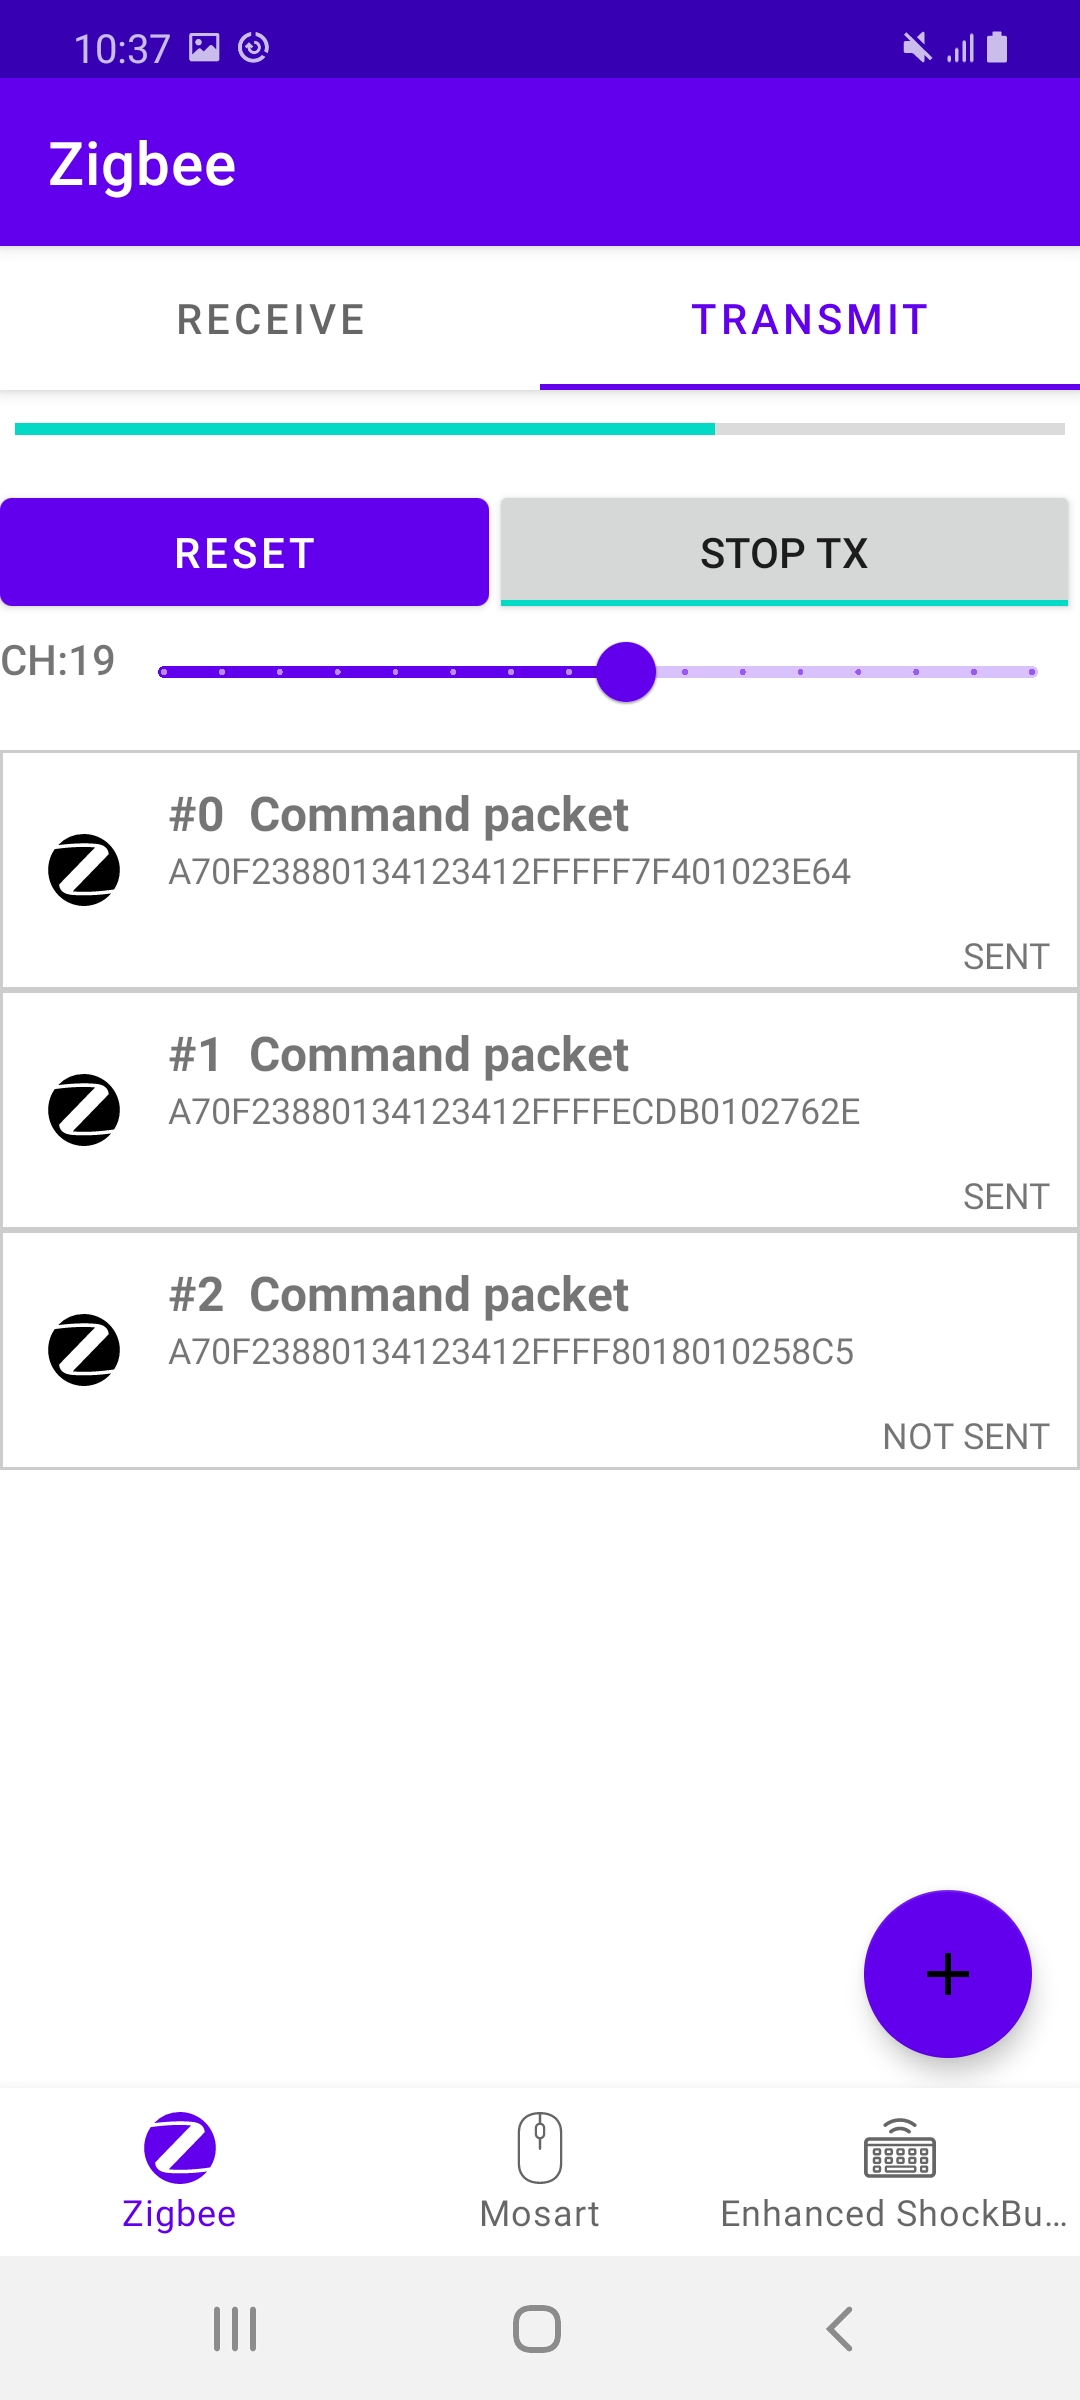 10:37
Zigbee
RECEIVE TRANSMIT
RESET STOP TX
CH:19
#0 Command packet
A70F23880134123412FFFFF7F401023E64
SENT
#1 Command packet
A70F23880134123412FFFFECDB0102762E
SENT
#2 Command packet
A70F23880134123412FFFF8018010258C5
NOT SENT
Zigbee Mosart Enhanced ShockBu...